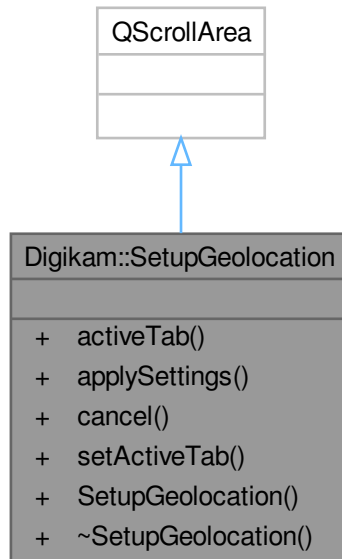 QScrollArea
Digikam::SetupGeolocation
+ activeTab()
+ applySettings()
+ cancel()
+ setActiveTab()
+ SetupGeolocation()
+ ~SetupGeolocation()